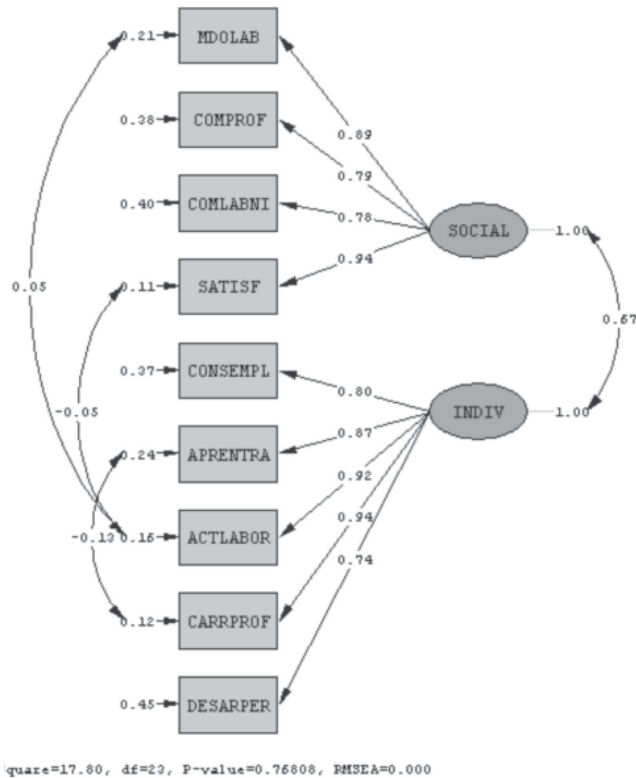 0.21 MDOLAB
0.89
0.38 COMPROF
0.79
0.40 COMLABNI
0.78
SOCIAL 1.00
0.94
0.11 SATISF
0.05
0.67
0.37 CONSEMPL
0.80
-0.05
INDIV 1.00
0.87
0.24 APRENTRA
0.92
0.94
-0.13 0.16 ACTLABOR
0.74
0.12 CARRPROF
0.45 DESARPER
quare=17.80, df=23, P-value=0.76808, RMSEA=0.000